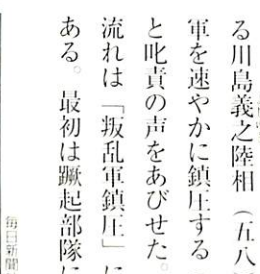 る川島義之陸相（五八
軍を速やかに鎮圧する
と叱責の声をあびせた。
流れは「叛乱軍鎮圧」に
ある。最初は蹶起部隊に
毎日新聞